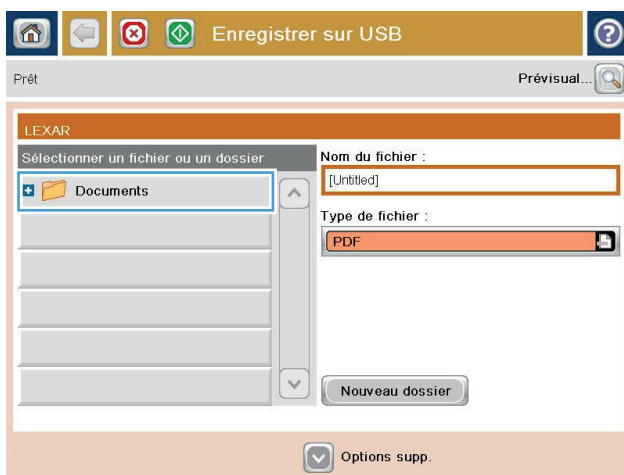 Enregistrer sur USB
?
Prêt
Prévisual...
LEXAR
Sélectionner un fichier ou un dossier
Documents
Nom du fichier :
[Untitled]
Type de fichier :
PDF
Nouveau dossier
Options supp.